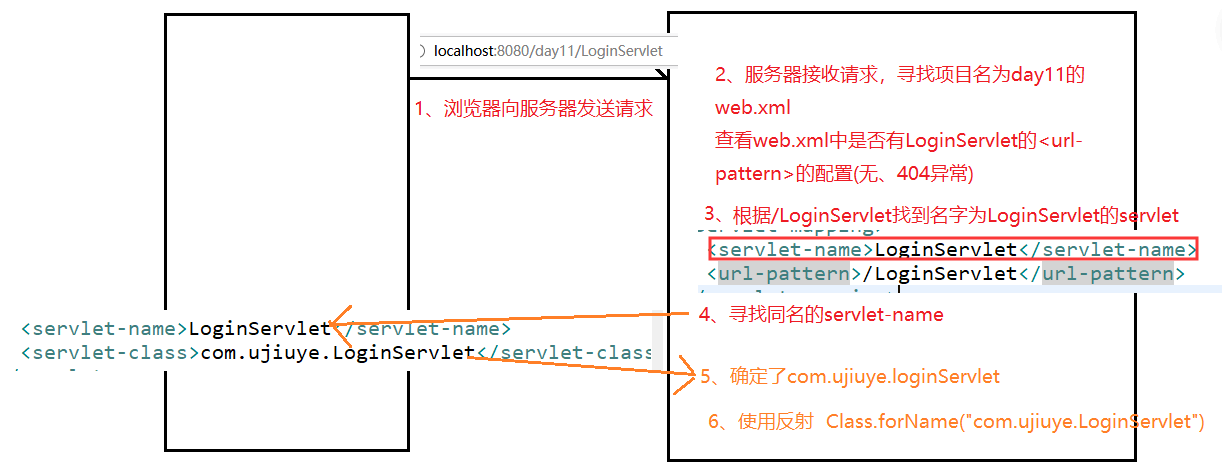 localhost:8080/day11/LoginServlet
1、浏览器向服务器发送请求
2、服务器接收请求，寻找项目名为day11的
web.xml
查看web.xml中是否有LoginServlet的<url-
pattern>的配置(无、404异常)
3、根据/LoginServlet找到名字为LoginServlet的servlet
<servlet-name>LoginServlet</servlet-name>
<url-pattern>/LoginServlet</url-pattern>
4、寻找同名的servlet-name
<servlet-name>LoginServlet</servlet-name>
<servlet-class>com.ujiuye.LoginServlet</servlet-class
5、确定了com.ujiuye.loginServlet
6、使用反射 Class.forName("com.ujiuye.LoginServlet")